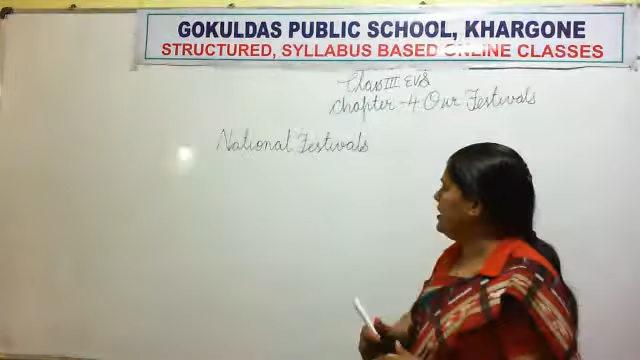 GOKULDAS PUBLIC SCHOOL, KHARGONE
STRUCTURED, SYLLABUS BASED ONLINE CLASSES
Class III EVS
Chapter - 4 Our Festivals
National Festivals